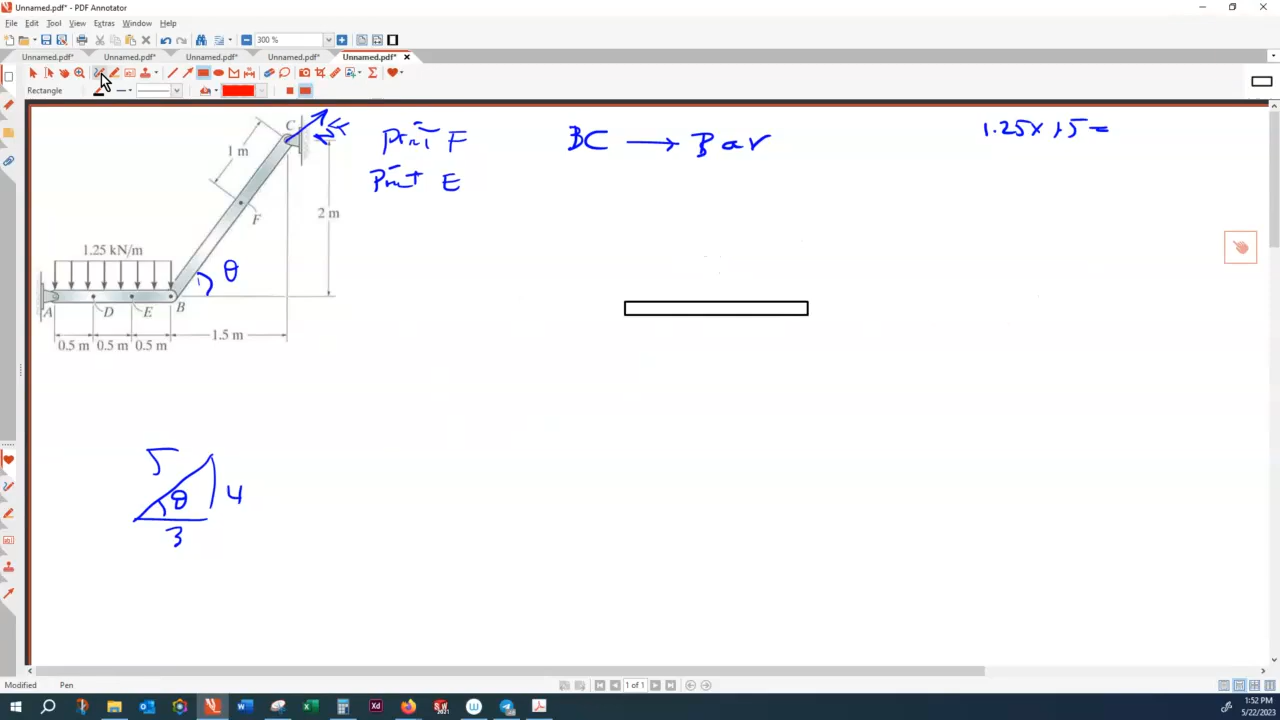 Unnamed.pdf* - PDF Annotator
File Edit Tool View Extras Window Help
300 %
Unnamed.pdf* Unnamed.pdf* Unnamed.pdf* Unnamed.pdf* Unnamed.pdf*
Rectangle
C
1 m
F
2 m
1.25 kN/m
θ
A D E B
0.5 m 0.5 m 0.5 m 1.5 m
Point F
Point E
BC → Bar
1.25 x 1.5 =
5
θ
4
3
Modified Pen
1 of 1
1:52 PM
5/22/2023